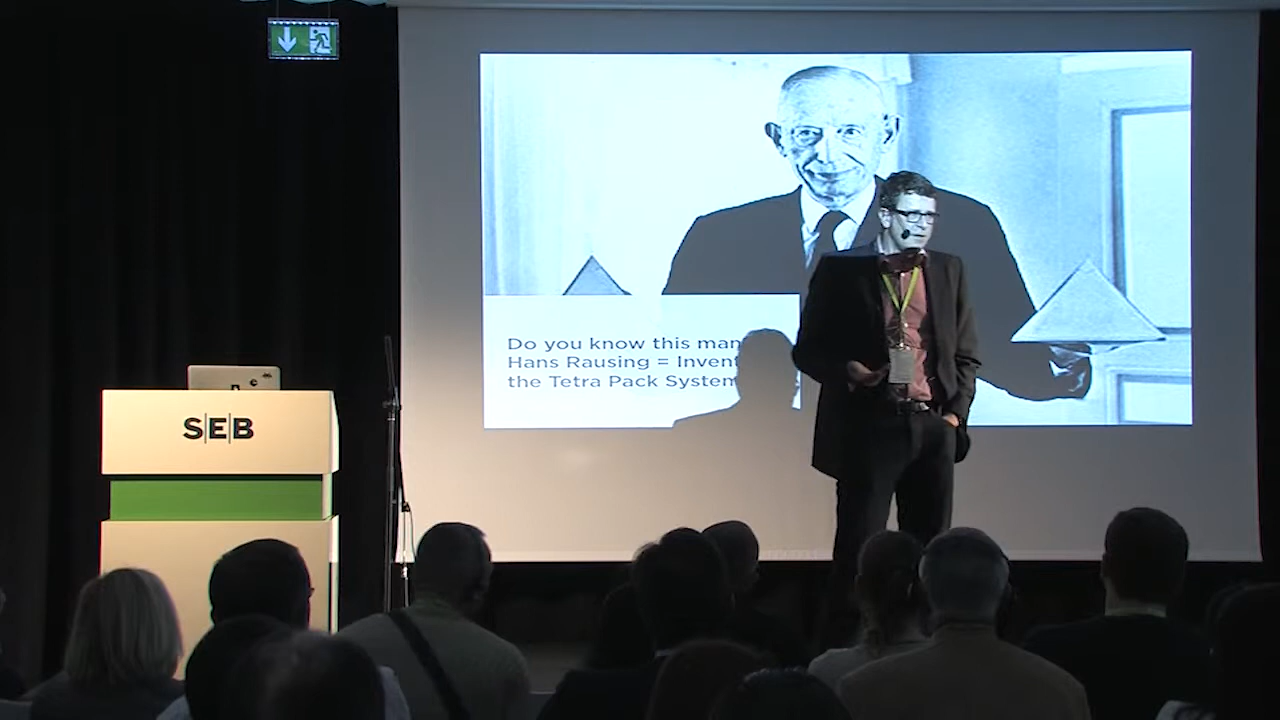 Do you know this man
Hans Rausing = Invent
the Tetra Pack System
SEB